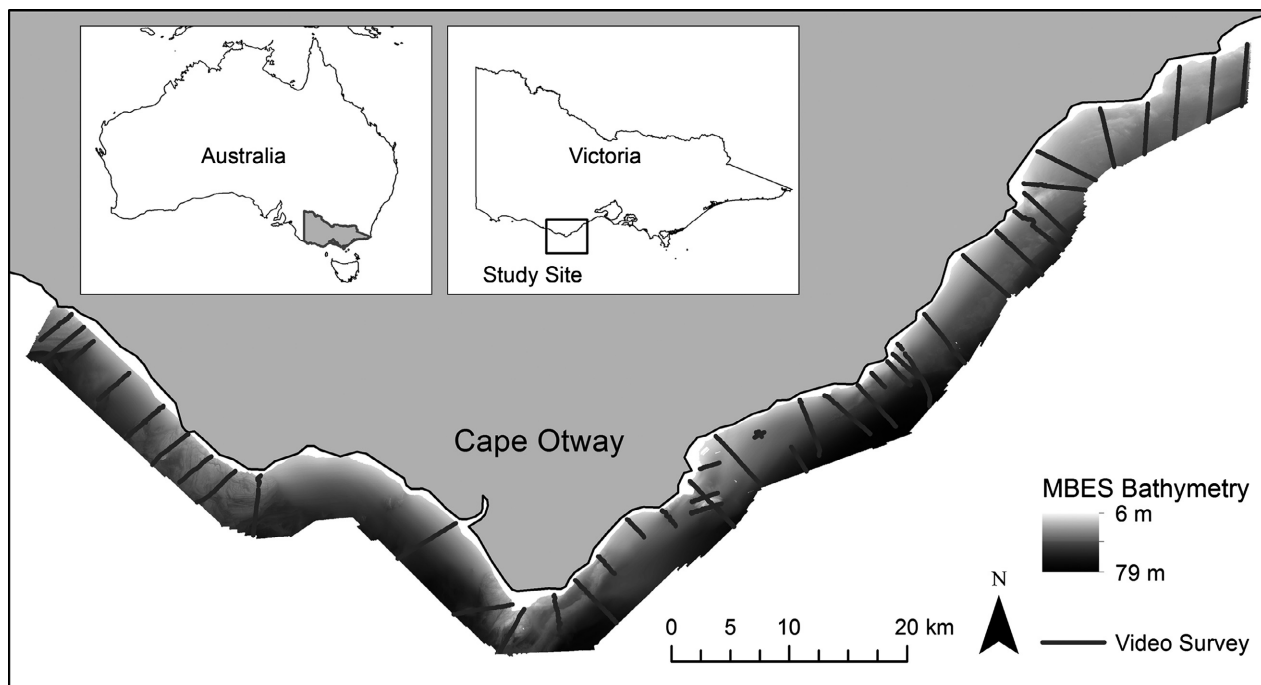 Australia
Victoria
Study Site
Cape Otway
MBES Bathymetry
6 m
79 m
N
0 5 10 20 km
Video Survey